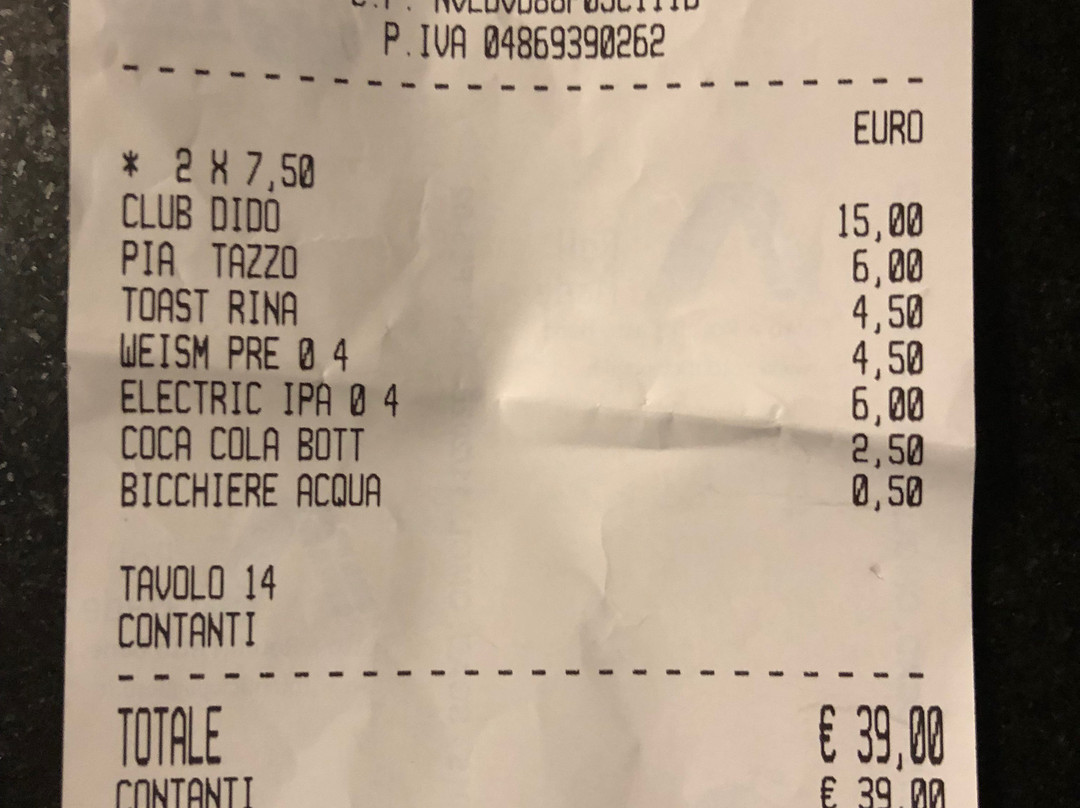 P.IVA 04869390262
- - - - - - - - - - - - - - - - - - - - - - - - - - - - -
EURO
* 2 X 7,50
CLUB DIDO 15,00
PIA TAZZO 6,00
TOAST RINA 4,50
WEISM PRE 0 4 4,50
ELECTRIC IPA 0 4 6,00
COCA COLA BOTT 2,50
BICCHIERE ACQUA 0,50
TAVOLO 14
CONTANTI
- - - - - - - - - - - - - - - - - - - - - - - - - - - - -
TOTALE € 39,00
CONTANTI € 39,00